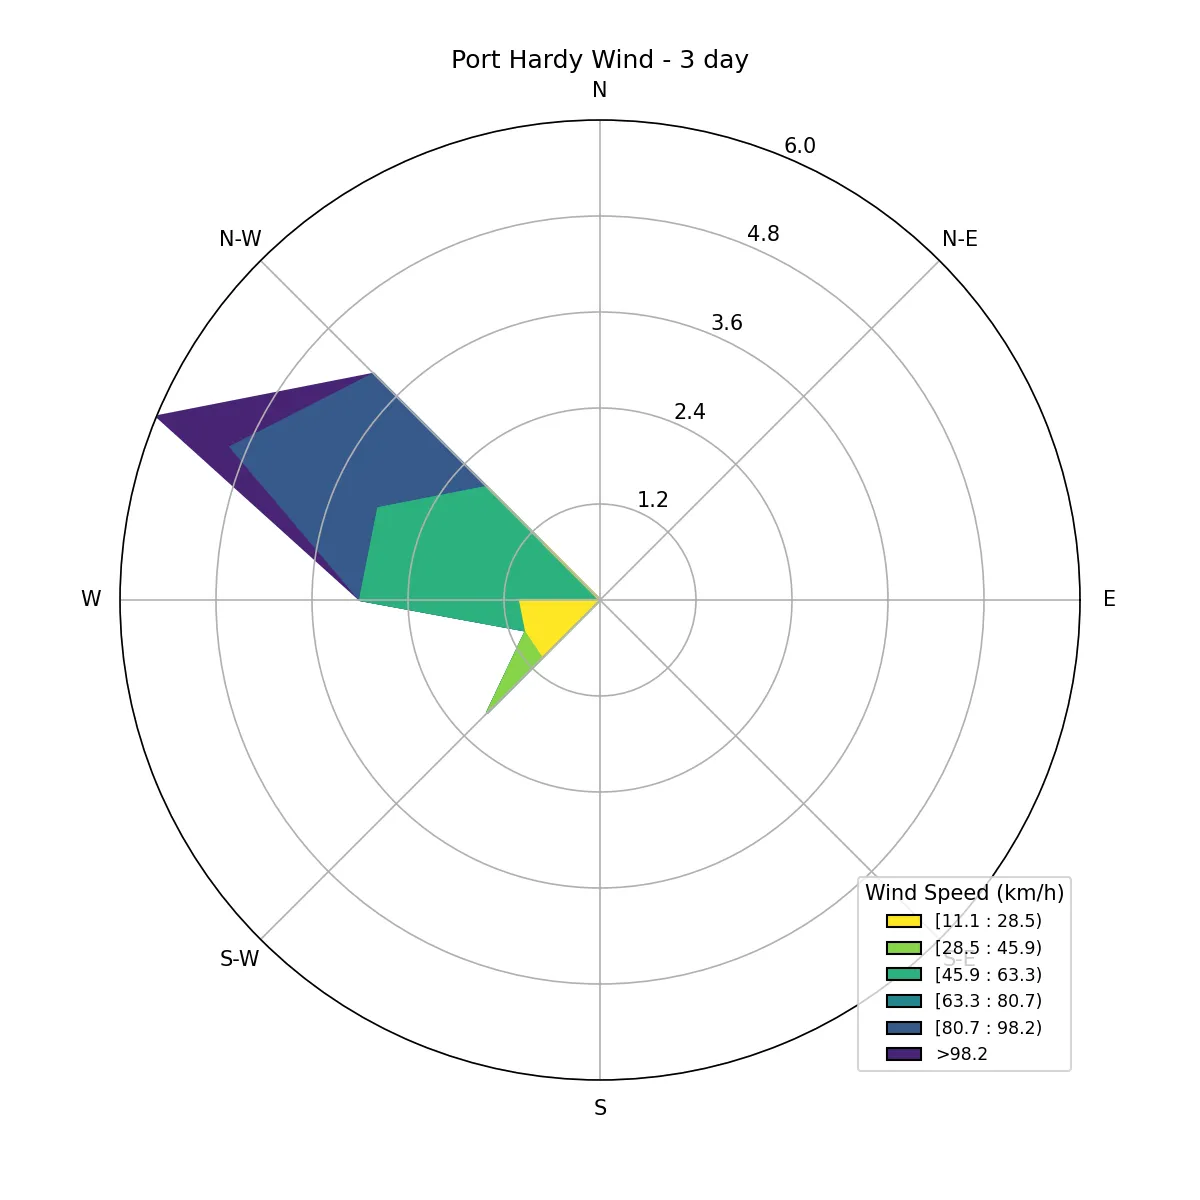 Port Hardy Wind - 3 day
N
6.0
N-W
4.8
N-E
3.6
2.4
1.2
W
E
S-W
S-E
S
Wind Speed (km/h)
[11.1 : 28.5)
[28.5 : 45.9)
[45.9 : 63.3)
[63.3 : 80.7)
[80.7 : 98.2)
>98.2